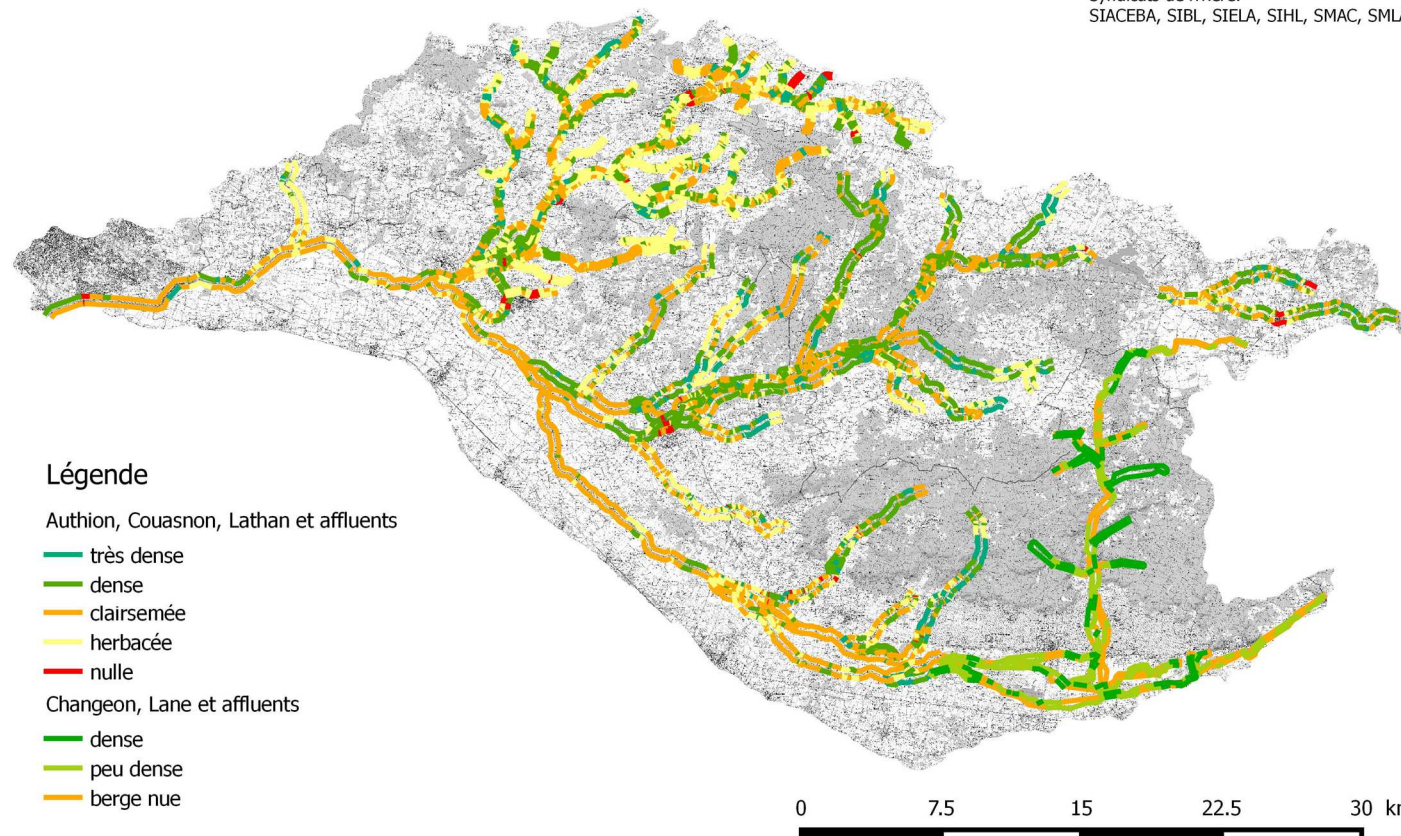 SIACEBA, SIBL, SIELA, SIHL, SMAC,
Légende
Authion, Couasnon, Lathan et affluents
très dense
dense
clairsemée
herbacée
nulle
Changeon, Lane et affluents
dense
peu dense
berge nue
0 7.5 15 22.5 30